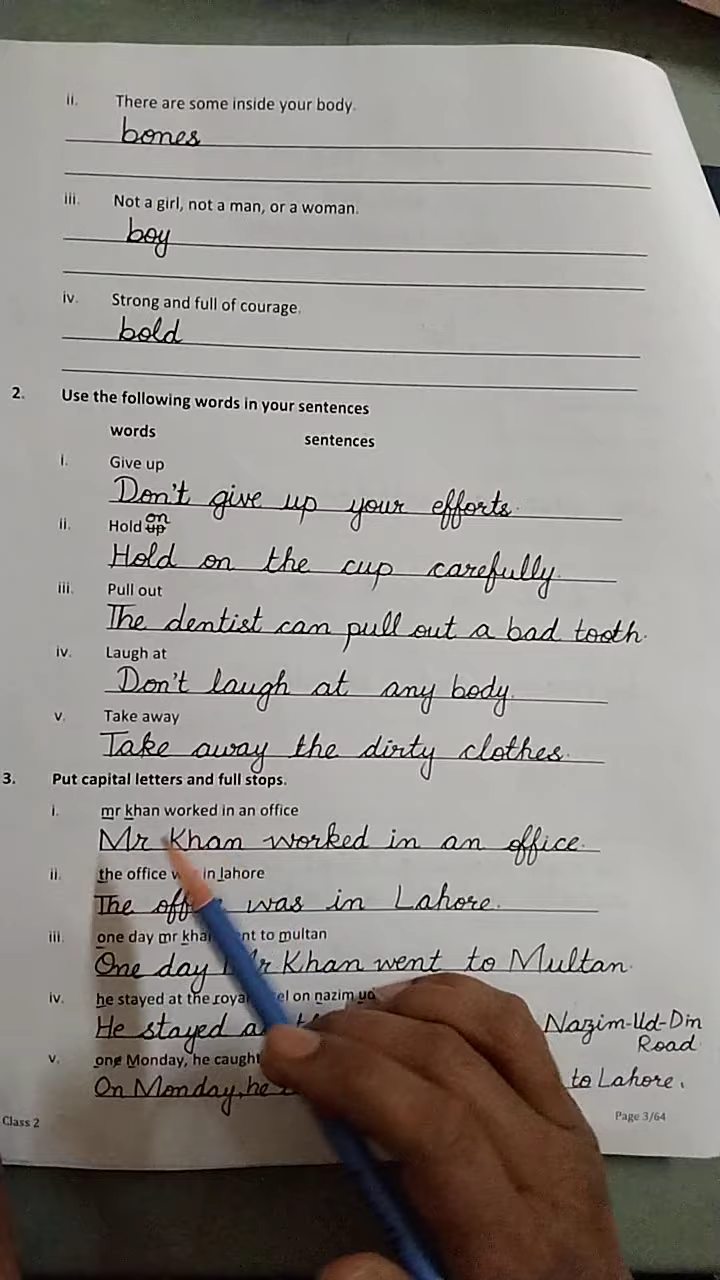 ii. There are some inside your body.
bones
iii. Not a girl, not a man, or a woman.
boy
iv. Strong and full of courage.
bold
2. Use the following words in your sentences
words sentences
i. Give up
Don't give up your efforts.
ii. Hold up on
Hold on the cup carefully.
iii. Pull out
The dentist can pull out a bad tooth.
iv. Laugh at
Don't laugh at any body.
v. Take away
Take away the dirty clothes.
3. Put capital letters and full stops.
i. mr khan worked in an office
Mr Khan worked in an office.
ii. the office in lahore
The was in Lahore.
iii. one day mr to multan
One day Mr Khan went to Multan.
iv. he stayed at the on nazim
He stayed Nazim-Ud-Din
Road
v. one Monday, he caught
On Monday, he to Lahore.
Class 2 Page 3/64